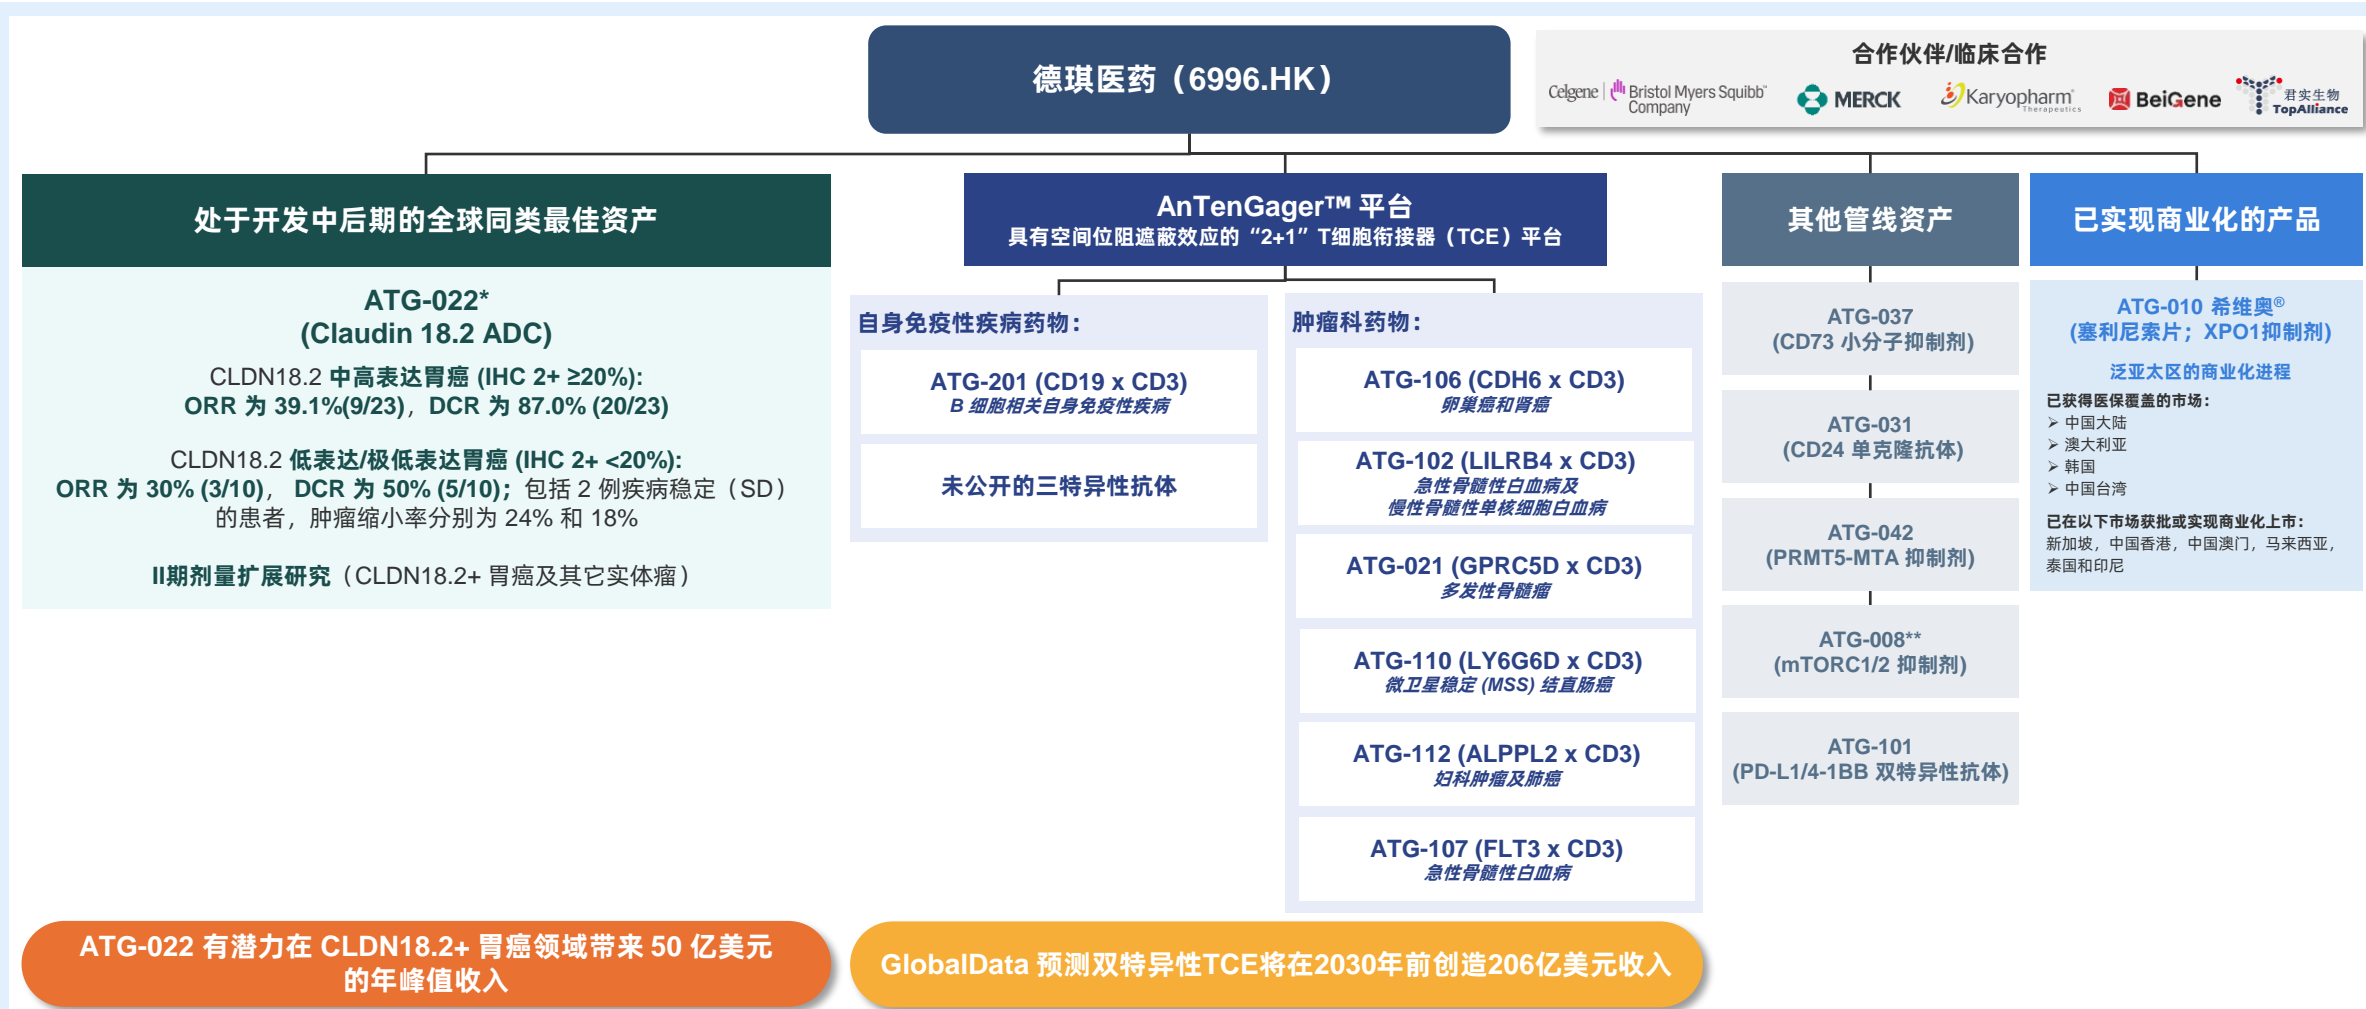 德琪医药（6996.HK）
合作伙伴/临床合作
Celgene | Bristol Myers Squibb™
Company
MERCK
Karyopharm®
Therapeutics
BeiGene
君实生物
TopAlliance
处于开发中后期的全球同类最佳资产
ATG-022*
(Claudin 18.2 ADC)
CLDN18.2 中高表达胃癌 (IHC 2+ ≥20%):
ORR 为 39.1%(9/23)，DCR 为 87.0% (20/23)
CLDN18.2 低表达/极低表达胃癌 (IHC 2+ <20%):
ORR 为 30% (3/10)， DCR 为 50% (5/10)；包括 2 例疾病稳定（SD）
的患者，肿瘤缩小率分别为 24% 和 18%
II期剂量扩展研究（CLDN18.2+ 胃癌及其它实体瘤）
ATG-022 有潜力在 CLDN18.2+ 胃癌领域带来 50 亿美元
的年峰值收入
AnTenGager™ 平台
具有空间位阻遮蔽效应的“2+1”T细胞衔接器（TCE）平台
自身免疫性疾病药物：
ATG-201 (CD19 x CD3)
B 细胞相关自身免疫性疾病
未公开的三特异性抗体
肿瘤科药物：
ATG-106 (CDH6 x CD3)
卵巢癌和肾癌
ATG-102 (LILRB4 x CD3)
急性骨髓性白血病及
慢性骨髓性单核细胞白血病
ATG-021 (GPRC5D x CD3)
多发性骨髓瘤
ATG-110 (LY6G6D x CD3)
微卫星稳定 (MSS) 结直肠癌
ATG-112 (ALPPL2 x CD3)
妇科肿瘤及肺癌
ATG-107 (FLT3 x CD3)
急性骨髓性白血病
GlobalData 预测双特异性TCE将在2030年前创造206亿美元收入
其他管线资产
ATG-037
(CD73 小分子抑制剂)
ATG-031
(CD24 单克隆抗体)
ATG-042
(PRMT5-MTA 抑制剂)
ATG-008**
(mTORC1/2 抑制剂)
ATG-101
(PD-L1/4-1BB 双特异性抗体)
已实现商业化的产品
ATG-010 希维奥®
(塞利尼索片；XPO1抑制剂)
泛亚太区的商业化进程
已获得医保覆盖的市场：
➢ 中国大陆
➢ 澳大利亚
➢ 韩国
➢ 中国台湾
已在以下市场获批或实现商业化上市：
新加坡，中国香港，中国澳门，马来西亚，
泰国和印尼